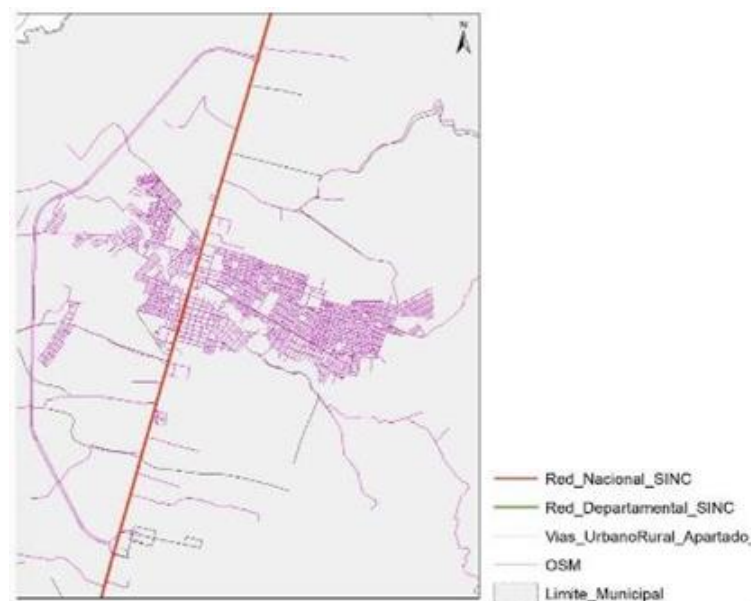 N
Red_Nacional_SINC
Red_Departamental_SINC
Vias_UrbanoRural_Apartado_
OSM
Limite_Municipal